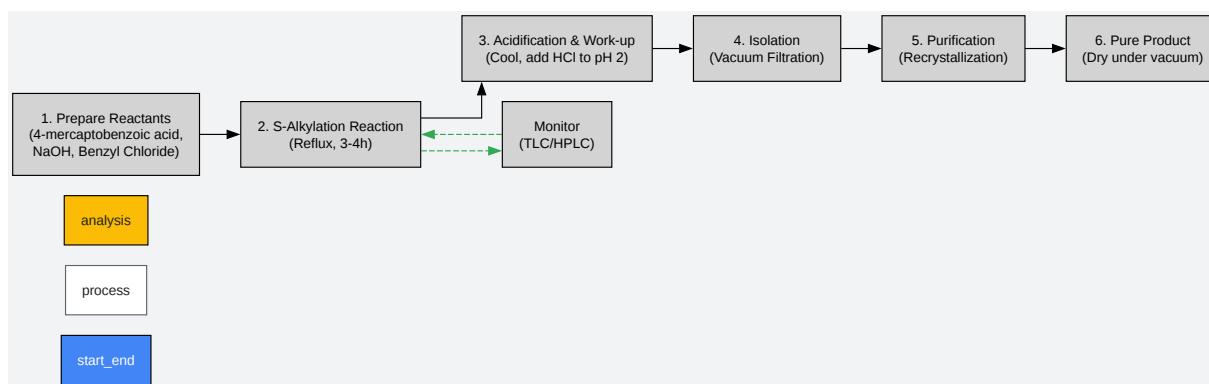 3. Acidification & Work-up
(Cool, add HCl to pH 2)
4. Isolation
(Vacuum Filtration)
5. Purification
(Recrystallization)
6. Pure Product
(Dry under vacuum)
1. Prepare Reactants
(4-mercaptobenzoic acid,
NaOH, Benzyl Chloride)
2. S-Alkylation Reaction
(Reflux, 3-4h)
Monitor
(TLC/HPLC)
analysis
process
start_end